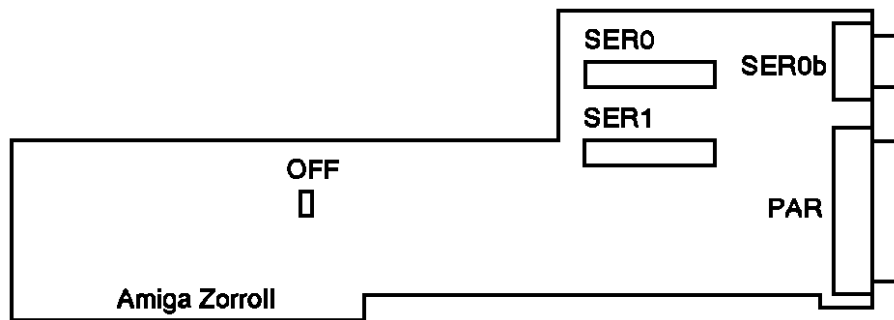 SER0
SER0b
SER1
OFF
PAR
Amiga ZorroII